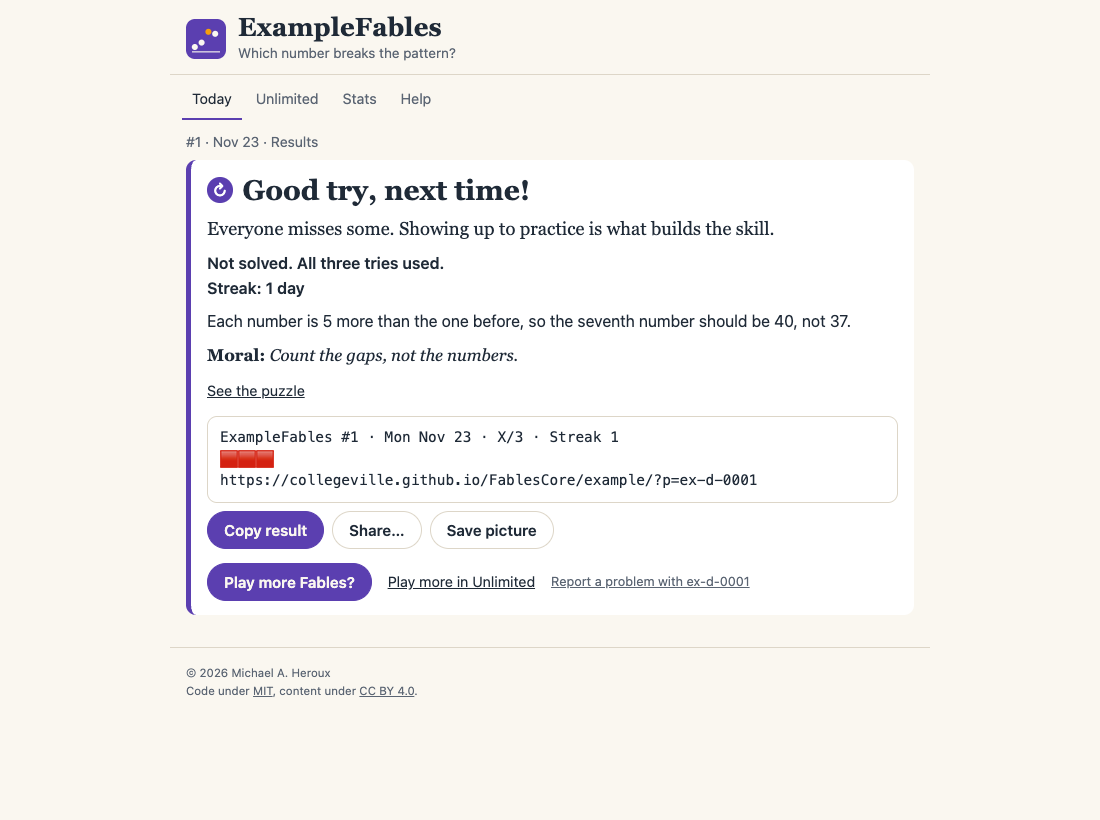 ExampleFables
Which number breaks the pattern?
Today Unlimited Stats Help
#1 · Nov 23 · Results
Good try, next time!
Everyone misses some. Showing up to practice is what builds the skill.
Not solved. All three tries used.
Streak: 1 day
Each number is 5 more than the one before, so the seventh number should be 40, not 37.
Moral: Count the gaps, not the numbers.
See the puzzle
ExampleFables #1 · Mon Nov 23 · X/3 · Streak 1
https://collegeville.github.io/FablesCore/example/?p=ex-d-0001
Copy result Share... Save picture
Play more Fables? Play more in Unlimited Report a problem with ex-d-0001
© 2026 Michael A. Heroux
Code under MIT, content under CC BY 4.0.